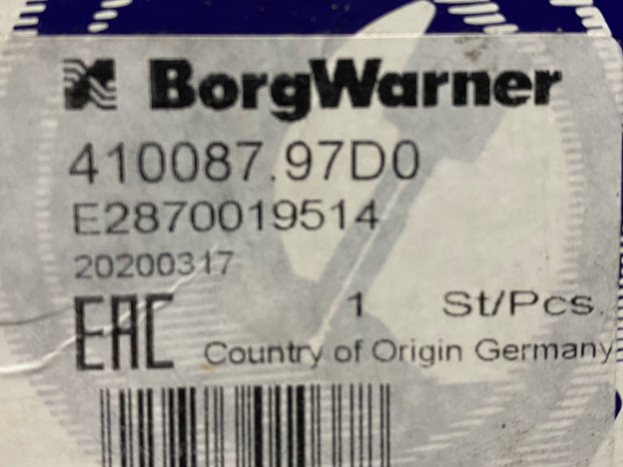 BorgWarner
410087.97D0
E2870019514
20200317
EAC 1 St/Pcs.
Country of Origin Germany